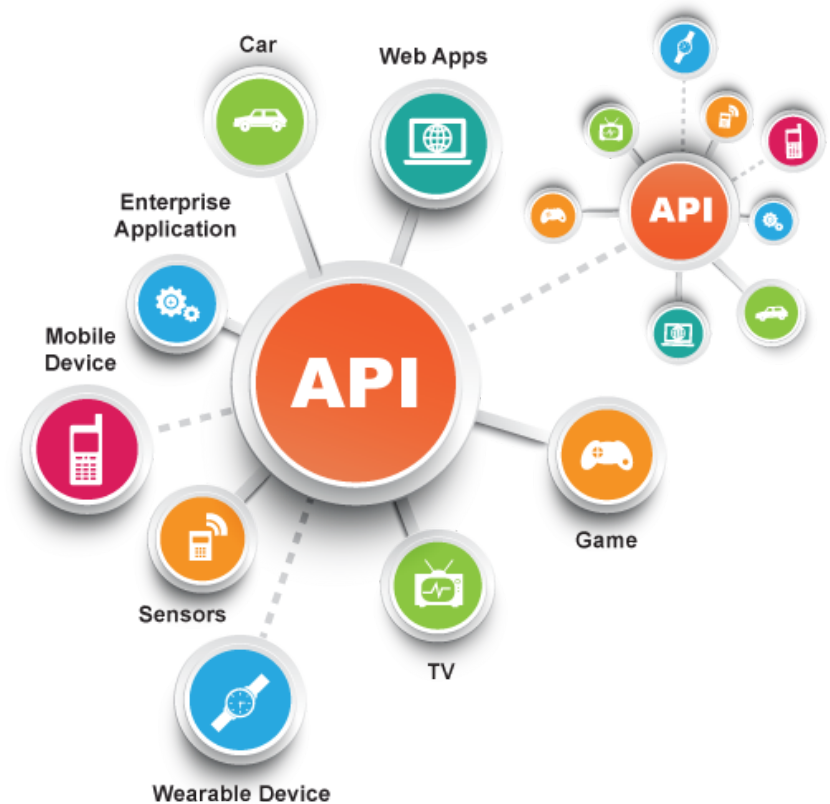 Car
Web Apps
Enterprise
Application
API
Mobile
Device
API
Game
Sensors
TV
Wearable Device